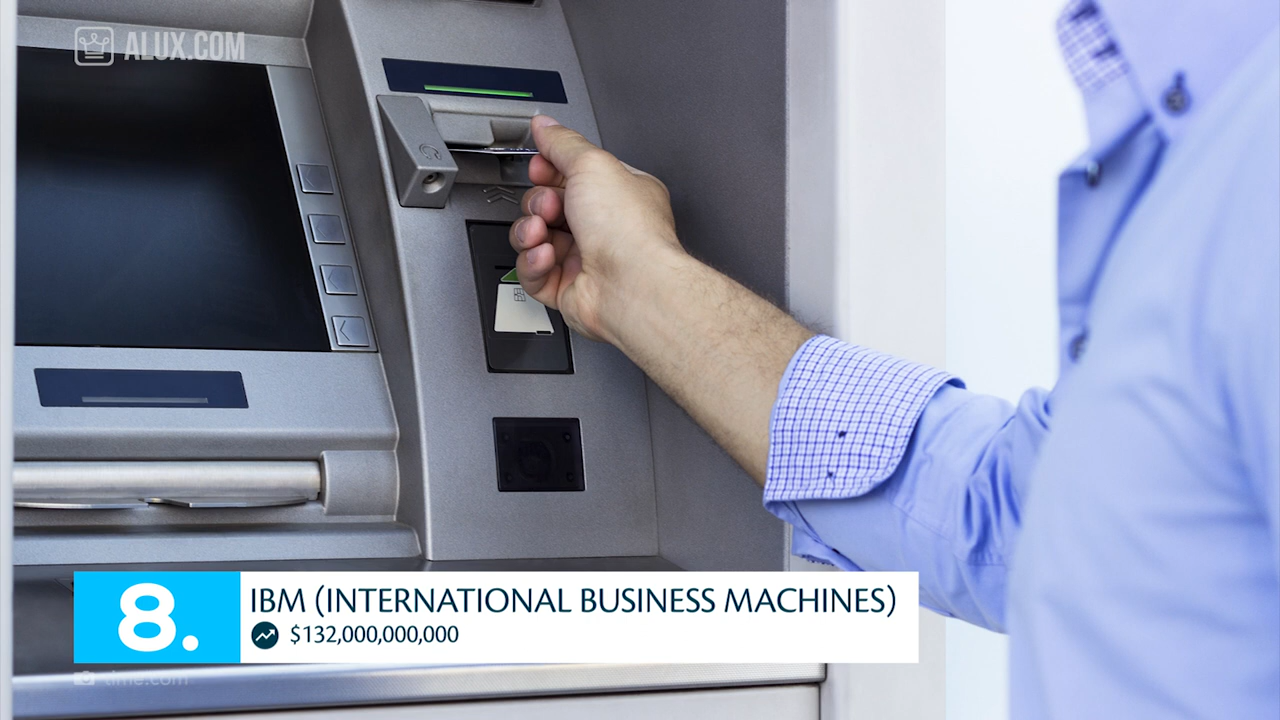 ALUX.COM
8.
IBM (INTERNATIONAL BUSINESS MACHINES)
$132,000,000,000
time.com